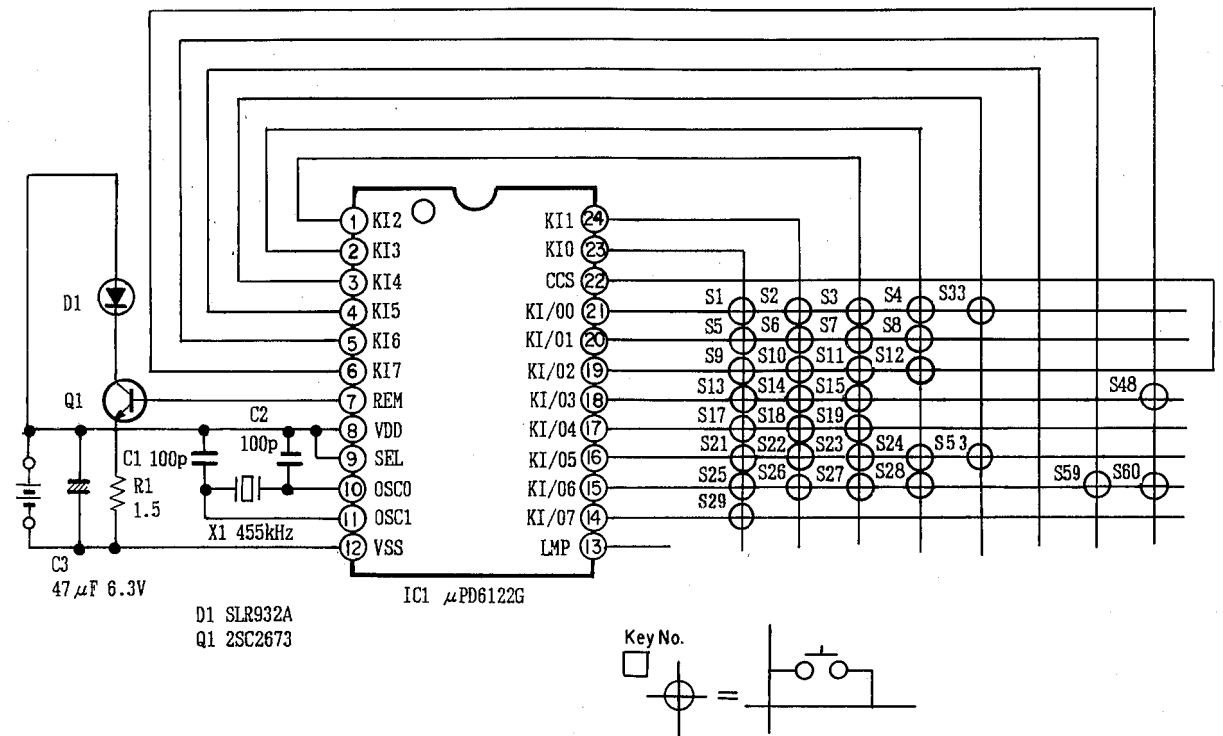 D1
Q1
C2
100p
C1 100p
R1
1.5
X1 455kHz
C3
47μF 6.3V
D1 SLR932A
Q1 2SC2673
1 KI2
2 KI3
3 KI4
4 KI5
5 KI6
6 KI7
7 REM
8 VDD
9 SEL
10 OSC0
11 OSC1
12 VSS
KI1 24
KI0 23
CCS 22
KI/00 21
KI/01 20
KI/02 19
KI/03 18
KI/04 17
KI/05 16
KI/06 15
KI/07 14
LMP 13
IC1 μPD6122G
S1 S2 S3 S4 S33
S5 S6 S7 S8
S9 S10 S11 S12
S13 S14 S15 S48
S17 S18 S19
S21 S22 S23 S24 S53
S25 S26 S27 S28 S59 S60
S29
Key No.
=